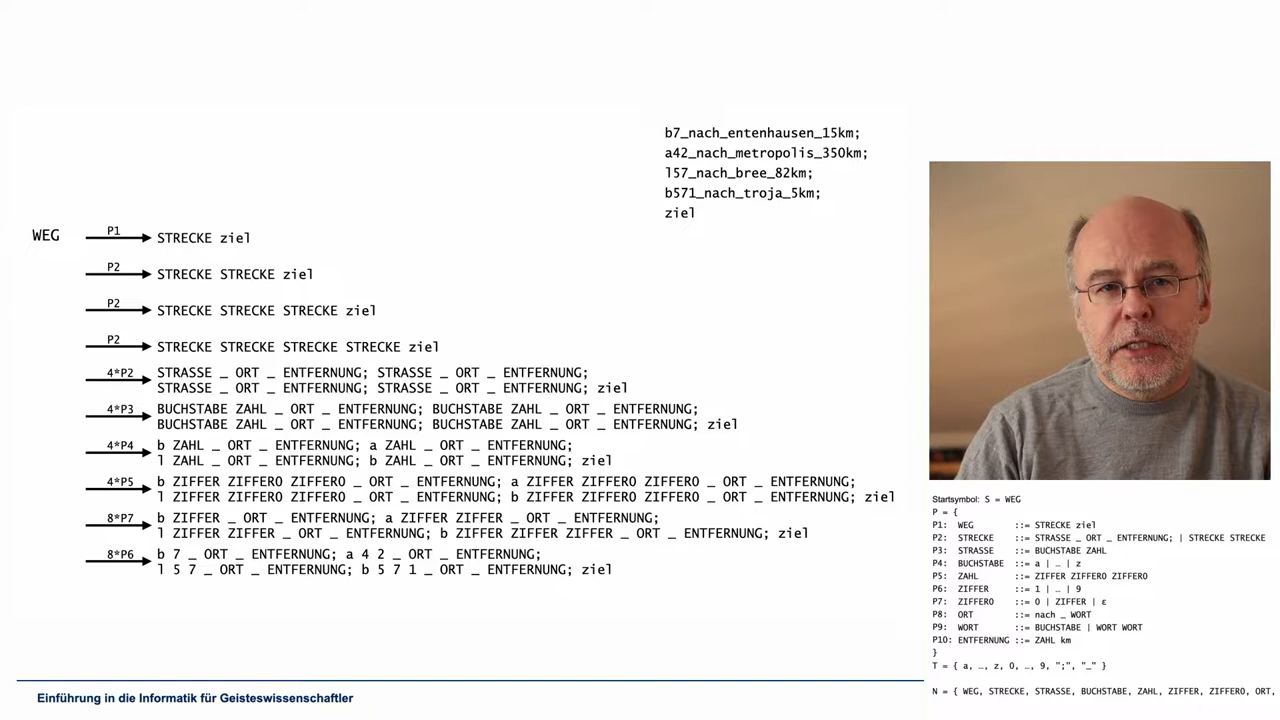 b7_nach_entenhausen_15km;
a42_nach_metropolis_350km;
l57_nach_bree_82km;
b571_nach_troja_5km;
ziel
WEG P1 STRECKE ziel
P2 STRECKE STRECKE ziel
P2 STRECKE STRECKE STRECKE ziel
P2 STRECKE STRECKE STRECKE STRECKE ziel
4*P2 STRASSE _ ORT _ ENTFERNUNG; STRASSE _ ORT _ ENTFERNUNG;
STRASSE _ ORT _ ENTFERNUNG; STRASSE _ ORT _ ENTFERNUNG; ziel
4*P3 BUCHSTABE ZAHL _ ORT _ ENTFERNUNG; BUCHSTABE ZAHL _ ORT _ ENTFERNUNG;
BUCHSTABE ZAHL _ ORT _ ENTFERNUNG; BUCHSTABE ZAHL _ ORT _ ENTFERNUNG; ziel
4*P4 b ZAHL _ ORT _ ENTFERNUNG; a ZAHL _ ORT _ ENTFERNUNG;
l ZAHL _ ORT _ ENTFERNUNG; b ZAHL _ ORT _ ENTFERNUNG; ziel
4*P5 b ZIFFER ZIFFER0 ZIFFER0 _ ORT _ ENTFERNUNG; a ZIFFER ZIFFER0 ZIFFER0 _ ORT _ ENTFERNUNG;
l ZIFFER ZIFFER0 ZIFFER0 _ ORT _ ENTFERNUNG; b ZIFFER ZIFFER0 ZIFFER0 _ ORT _ ENTFERNUNG; ziel
8*P7 b ZIFFER _ ORT _ ENTFERNUNG; a ZIFFER ZIFFER _ ORT _ ENTFERNUNG;
l ZIFFER ZIFFER _ ORT _ ENTFERNUNG; b ZIFFER ZIFFER ZIFFER _ ORT _ ENTFERNUNG; ziel
8*P6 b 7 _ ORT _ ENTFERNUNG; a 4 2 _ ORT _ ENTFERNUNG;
l 5 7 _ ORT _ ENTFERNUNG; b 5 7 1 _ ORT _ ENTFERNUNG; ziel
Startsymbol: S = WEG
P = {
P1: WEG ::= STRECKE ziel
P2: STRECKE ::= STRASSE _ ORT _ ENTFERNUNG; | STRECKE STRECKE
P3: STRASSE ::= BUCHSTABE ZAHL
P4: BUCHSTABE ::= a | … | z
P5: ZAHL ::= ZIFFER ZIFFER0 ZIFFER0
P6: ZIFFER ::= 1 | … | 9
P7: ZIFFER0 ::= 0 | ZIFFER | ε
P8: ORT ::= nach _ WORT
P9: WORT ::= BUCHSTABE | WORT WORT
P10: ENTFERNUNG ::= ZAHL km
}
T = { a, …, z, 0, …, 9, ";", "_" }
N = { WEG, STRECKE, STRASSE, BUCHSTABE, ZAHL, ZIFFER, ZIFFER0, ORT,
Einführung in die Informatik für Geisteswissenschaftler